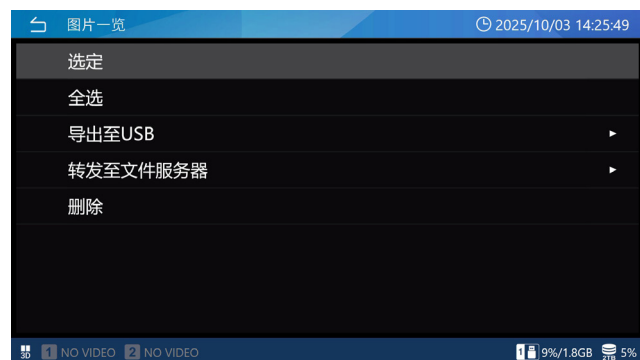 图片一览 2025/10/03 14:25:49
选定
全选
导出至USB
转发至文件服务器
删除
3D 1 NO VIDEO 2 NO VIDEO 1 9%/1.8GB 2TB 5%